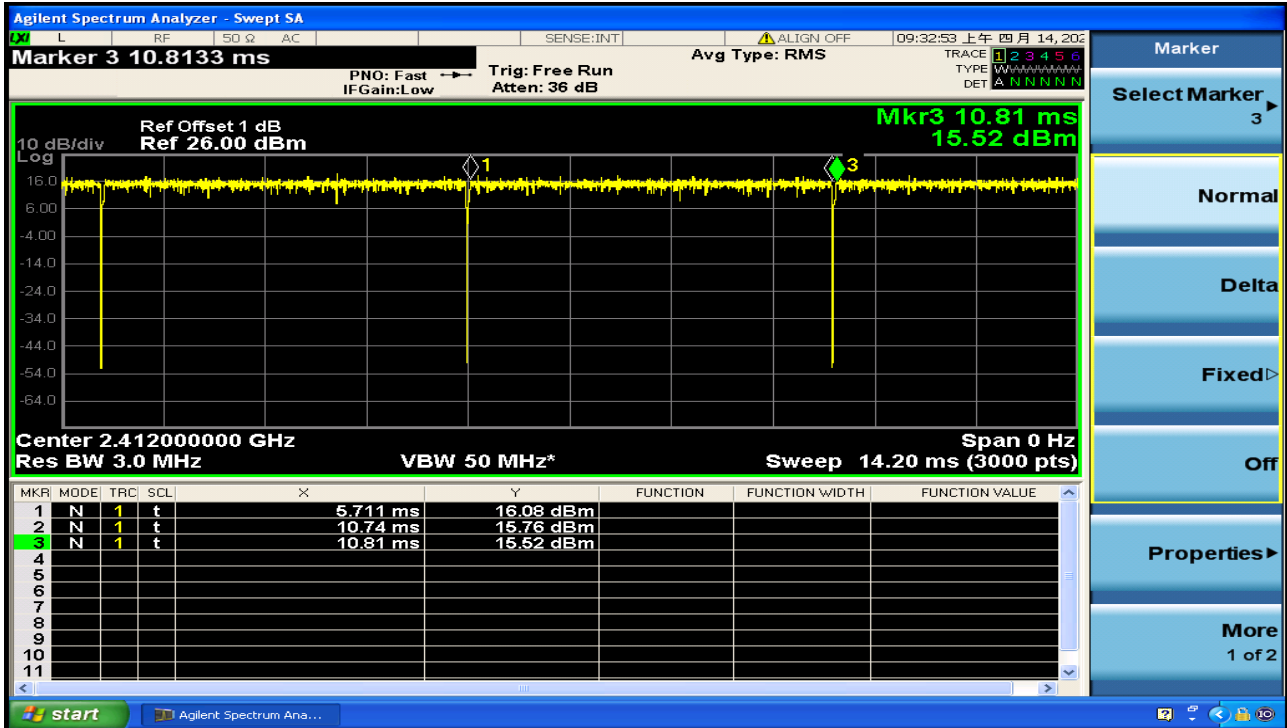 Agilent Spectrum Analyzer - Swept SA
LXI L RF 50 Ω AC SENSE:INT ALIGN OFF 09:32:53 上午 四月 14, 202
Marker 3 10.8133 ms
PNO: Fast
IFGain:Low
Trig: Free Run
Atten: 36 dB
Avg Type: RMS
TRACE 1 2 3 4 5 6
TYPE WWWWWW
DET A N N N N N
Mkr3 10.81 ms
15.52 dBm
Ref Offset 1 dB
10 dB/div Ref 26.00 dBm
Log
1
3
16.0
6.00
-4.00
-14.0
-24.0
-34.0
-44.0
-54.0
-64.0
Center 2.412000000 GHz Span 0 Hz
Res BW 3.0 MHz VBW 50 MHz* Sweep 14.20 ms (3000 pts)
MKR MODE TRC SCL X Y FUNCTION FUNCTION WIDTH FUNCTION VALUE
1 N 1 t 5.711 ms 16.08 dBm
2 N 1 t 10.74 ms 15.76 dBm
3 N 1 t 10.81 ms 15.52 dBm
4
5
6
7
8
9
10
11
Marker
Select Marker
3
Normal
Delta
Fixed
Off
Properties
More
1 of 2
start Agilent Spectrum Ana...